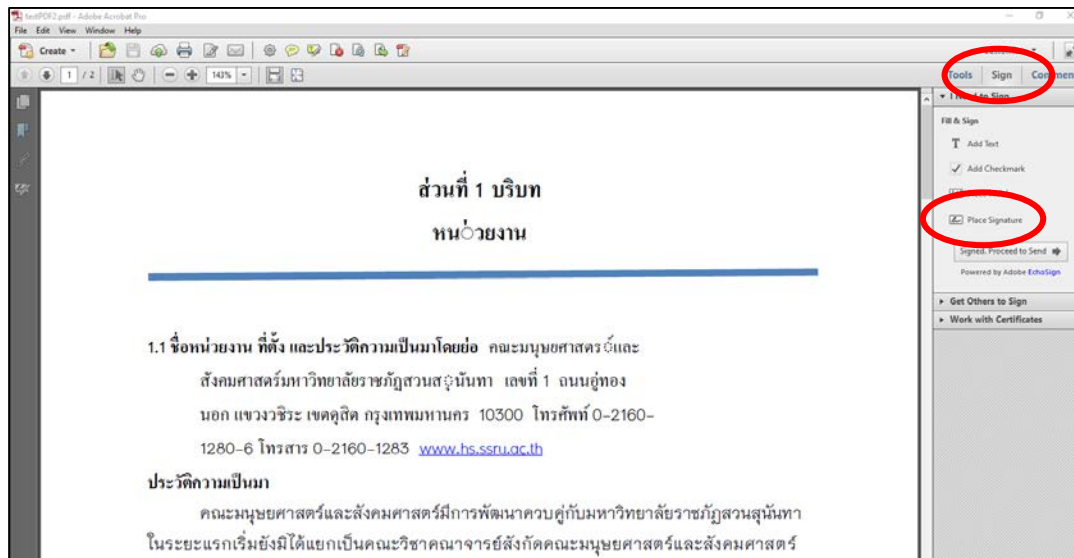 testPDF2.pdf - Adobe Acrobat Pro
File Edit View Window Help
Create
1 / 2 143%
Tools Sign Commen
I Need to Sign
Fill & Sign
T Add Text
Add Checkmark
Place Signature
Signed. Proceed to Send
Powered by Adobe EchoSign
Get Others to Sign
Work with Certificates
ส่วนที่ 1 บริบท
หน่วยงาน
1.1 ชื่อหน่วยงาน ที่ตั้ง และประวัติความเป็นมาโดยย่อ คณะมนุษยศาสตร์และ
สังคมศาสตร์มหาวิทยาลัยราชภัฏสวนสุนันทา เลขที่ 1 ถนนอู่ทอง
นอก แขวงวชิระ เขตดุสิต กรุงเทพมหานคร 10300 โทรศัพท์ 0-2160-
1280-6 โทรสาร 0-2160-1283 www.hs.ssru.ac.th
ประวัติความเป็นมา
คณะมนุษยศาสตร์และสังคมศาสตร์มีการพัฒนาควบคู่กับมหาวิทยาลัยราชภัฏสวนสุนันทา
ในระยะแรกเริ่มยังมิได้แยกเป็นคณะวิชาคณาจารย์สังกัดคณะมนุษยศาสตร์และสังคมศาสตร์